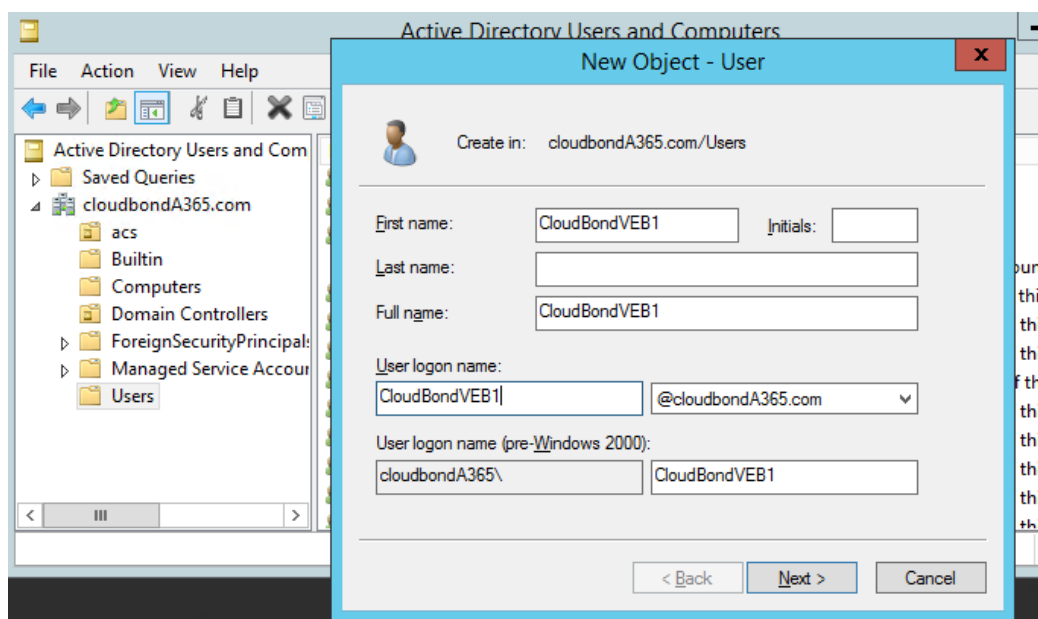 Active Directory Users and Computers
New Object - User
x
File Action View Help
Create in: cloudbondA365.com/Users
Active Directory Users and Com
Saved Queries
cloudbondA365.com
acs
Builtin
Computers
Domain Controllers
ForeignSecurityPrincipal
Managed Service Accour
Users
First name: CloudBondVEB1 Initials:
Last name:
Full name: CloudBondVEB1
User logon name:
CloudBondVEB1 @cloudbondA365.com
User logon name (pre-Windows 2000):
cloudbondA365\ CloudBondVEB1
< Back Next > Cancel